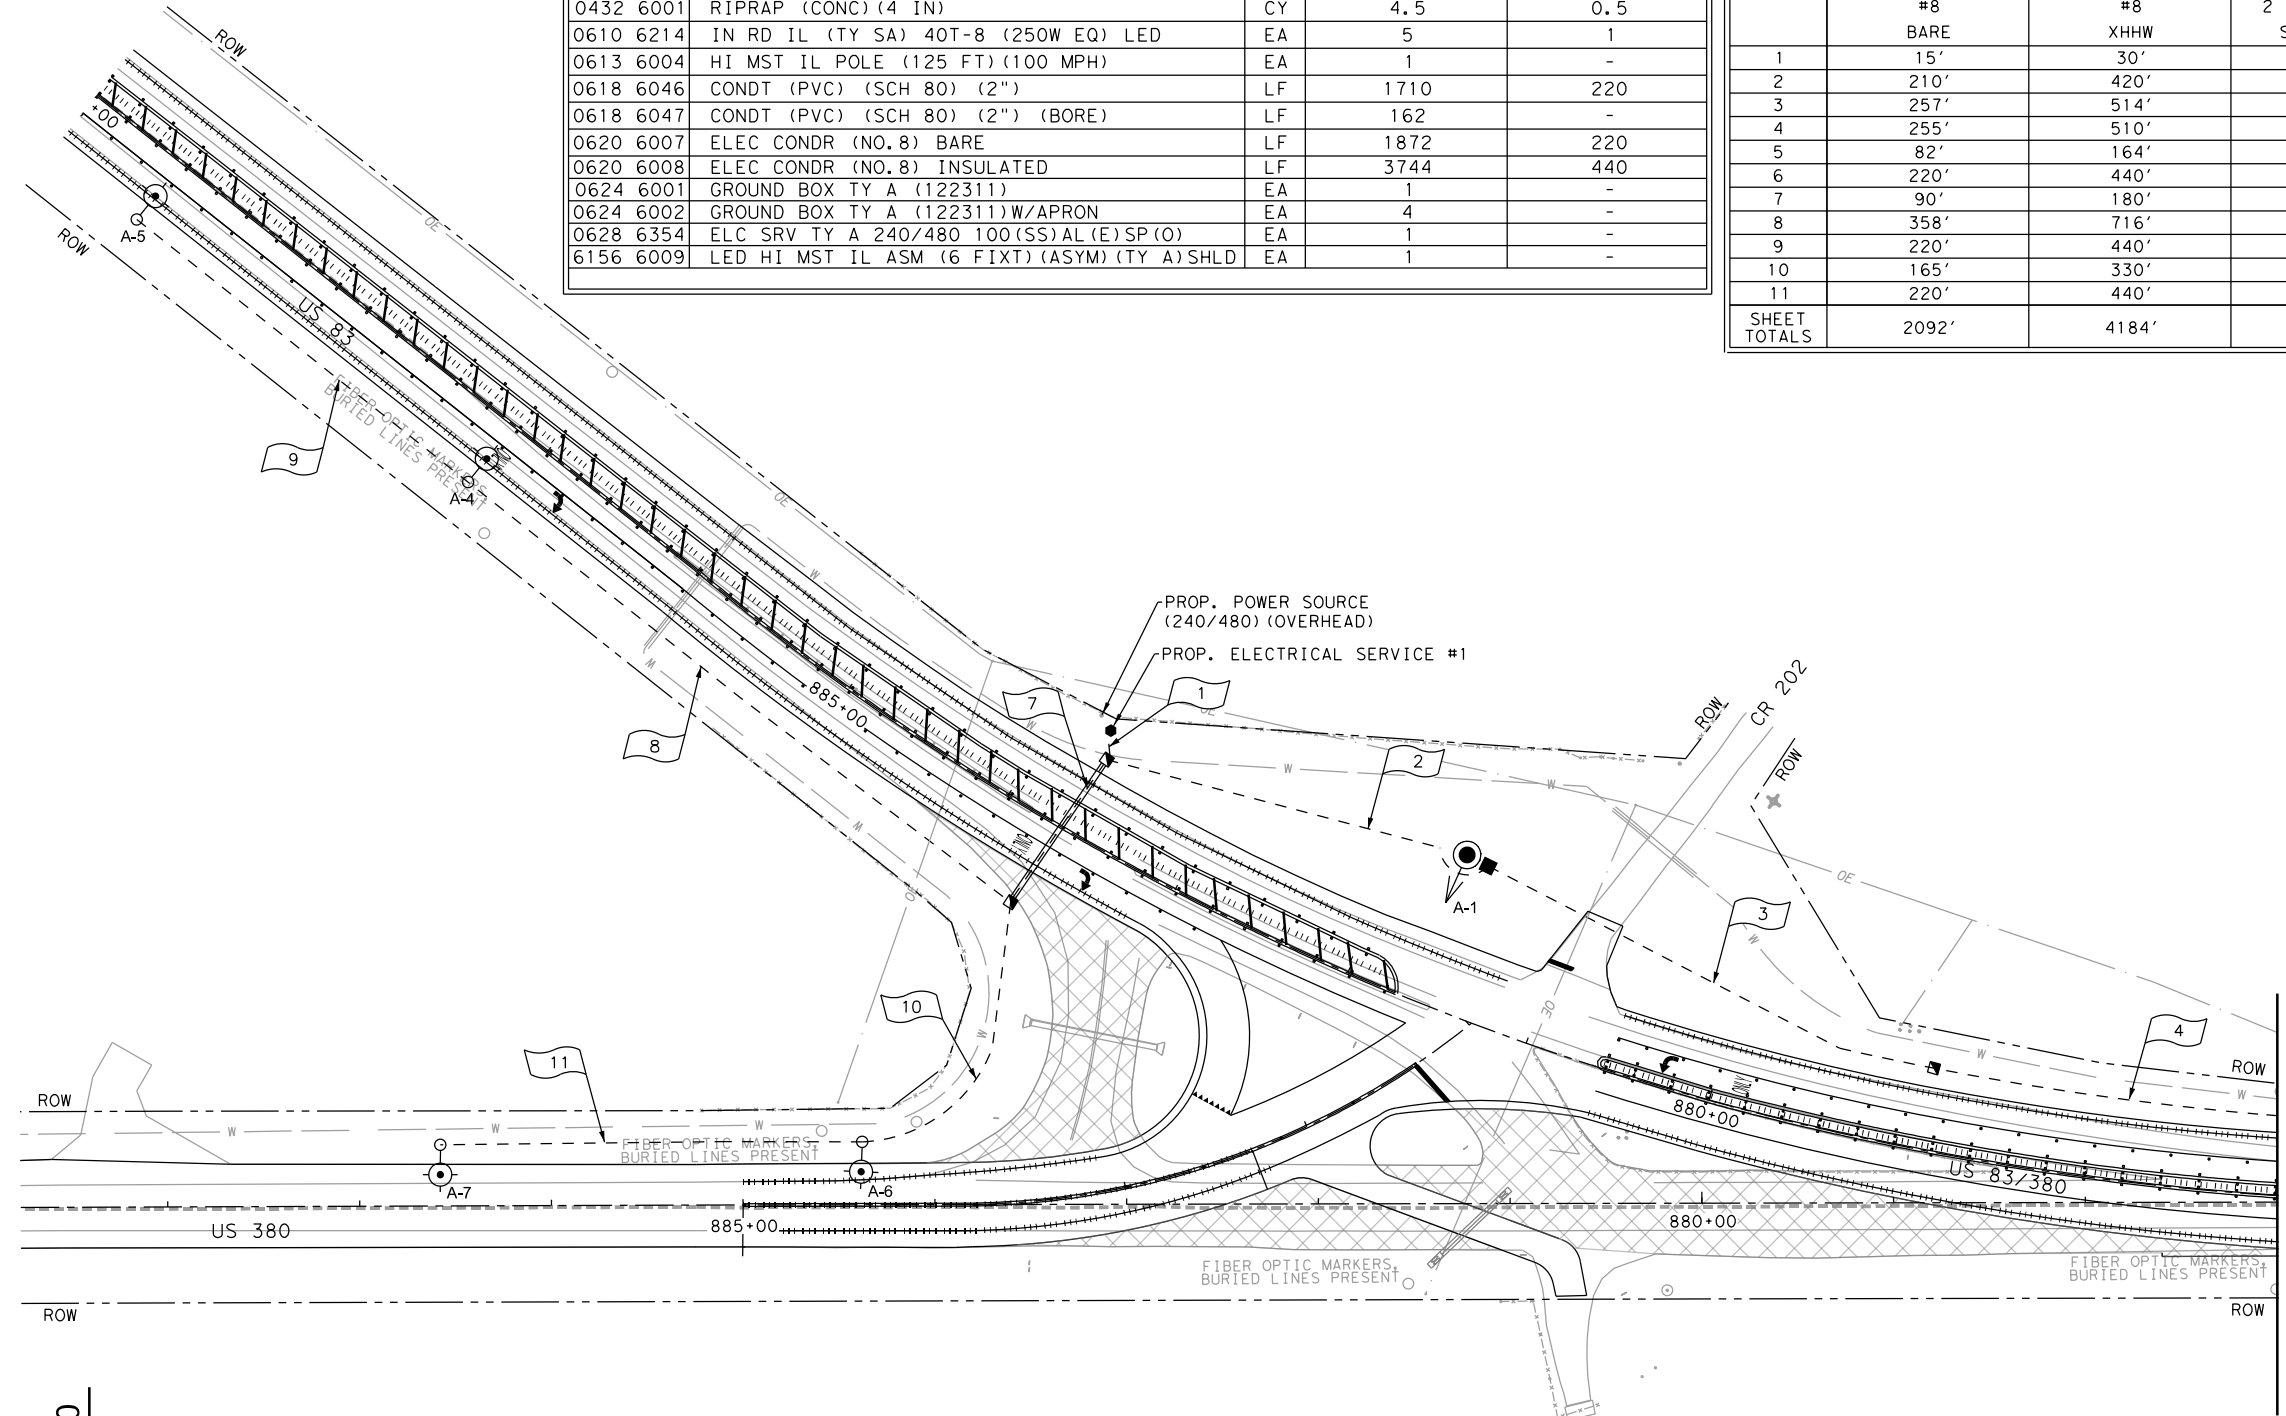 0432 6001 RIPRAP (CONC)(4 IN) CY 4.5 0.5
0610 6214 IN RD IL (TY SA) 40T-8 (250W EQ) LED EA 5 1
0613 6004 HI MST IL POLE (125 FT)(100 MPH) EA 1 -
0618 6046 CONDT (PVC) (SCH 80) (2") LF 1710 220
0618 6047 CONDT (PVC) (SCH 80) (2") (BORE) LF 162 -
0620 6007 ELEC CONDR (NO.8) BARE LF 1872 220
0620 6008 ELEC CONDR (NO.8) INSULATED LF 3744 440
0624 6001 GROUND BOX TY A (122311) EA 1 -
0624 6002 GROUND BOX TY A (122311)W/APRON EA 4 -
0628 6354 ELC SRV TY A 240/480 100(SS)AL(E)SP(O) EA 1 -
6156 6009 LED HI MST IL ASM (6 FIXT)(ASYM)(TY A)SHLD EA 1 -
#8 #8 2
BARE XHHW S
1 15' 30'
2 210' 420'
3 257' 514'
4 255' 510'
5 82' 164'
6 220' 440'
7 90' 180'
8 358' 716'
9 220' 440'
10 165' 330'
11 220' 440'
SHEET
TOTALS 2092' 4184'
ROW
+00
OE
A-5
ROW
US 83
FIBER OPTIC MARKERS,
BURIED LINES PRESENT
9
A-4
ONLY
OE
W
PROP. POWER SOURCE
(240/480)(OVERHEAD)
PROP. ELECTRICAL SERVICE #1
W
885+00
8
7
1
OE
W
W
2
W
ROW
CR 202
ROW
W
ONLY
OE
A-1
OE
3
W
10
W
OE
11
4
W
ROW
W
ONLY
880+00
ROW
W
W
W
FIBER OPTIC MARKERS,
BURIED LINES PRESENT
A-7
A-6
US 83/380
US 380
885+00
880+00
FIBER OPTIC MARKERS,
BURIED LINES PRESENT
FIBER OPTIC MARKERS,
BURIED LINES PRESENT
ROW
ROW